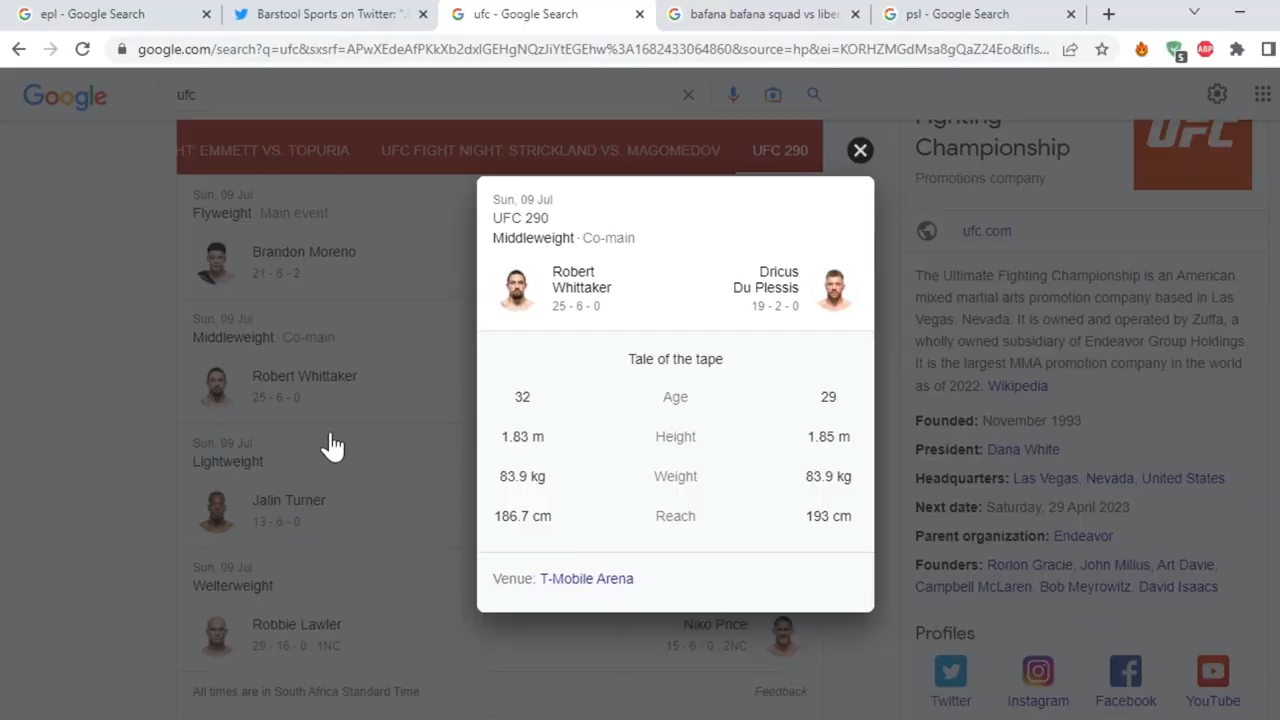 epl - Google Search
Barstool Sports on Twitter: "
ufc - Google Search
bafana bafana squad vs liber
psl - Google Search
google.com/search?q=ufc&sxsrf=APwXEdeAfPKkXb2dxlGEHgNQzJiYtEGEhw%3A1682433064860&source=hp&ei=KORHZMGdMsa8gQaZ24Eo&ifls...
ABP
5
Google
ufc
HT: EMMETT VS. TOPURIA
UFC FIGHT NIGHT: STRICKLAND VS. MAGOMEDOV
UFC 290
Sun, 09 Jul
Flyweight · Main event
Brandon Moreno
21 - 6 - 2
Sun, 09 Jul
Middleweight · Co-main
Robert Whittaker
25 - 6 - 0
Sun, 09 Jul
Lightweight
Jalin Turner
13 - 6 - 0
Sun, 09 Jul
Welterweight
Robbie Lawler
29 - 16 - 0 , 1NC
Niko Price
15 - 6 - 0 , 2NC
All times are in South Africa Standard Time
Feedback
Sun, 09 Jul
UFC 290
Middleweight · Co-main
Robert
Whittaker
25 - 6 - 0
Dricus
Du Plessis
19 - 2 - 0
Tale of the tape
32 Age 29
1.83 m Height 1.85 m
83.9 kg Weight 83.9 kg
186.7 cm Reach 193 cm
Venue: T-Mobile Arena
Fighting
Championship
Promotions company
UFC
ufc.com
The Ultimate Fighting Championship is an American
mixed martial arts promotion company based in Las
Vegas, Nevada. It is owned and operated by Zuffa, a
wholly owned subsidiary of Endeavor Group Holdings.
It is the largest MMA promotion company in the world
as of 2022. Wikipedia
Founded: November 1993
President: Dana White
Headquarters: Las Vegas, Nevada, United States
Next date: Saturday, 29 April 2023
Parent organization: Endeavor
Founders: Rorion Gracie, John Milius, Art Davie,
Campbell McLaren, Bob Meyrowitz, David Isaacs
Profiles
Twitter
Instagram
Facebook
YouTube